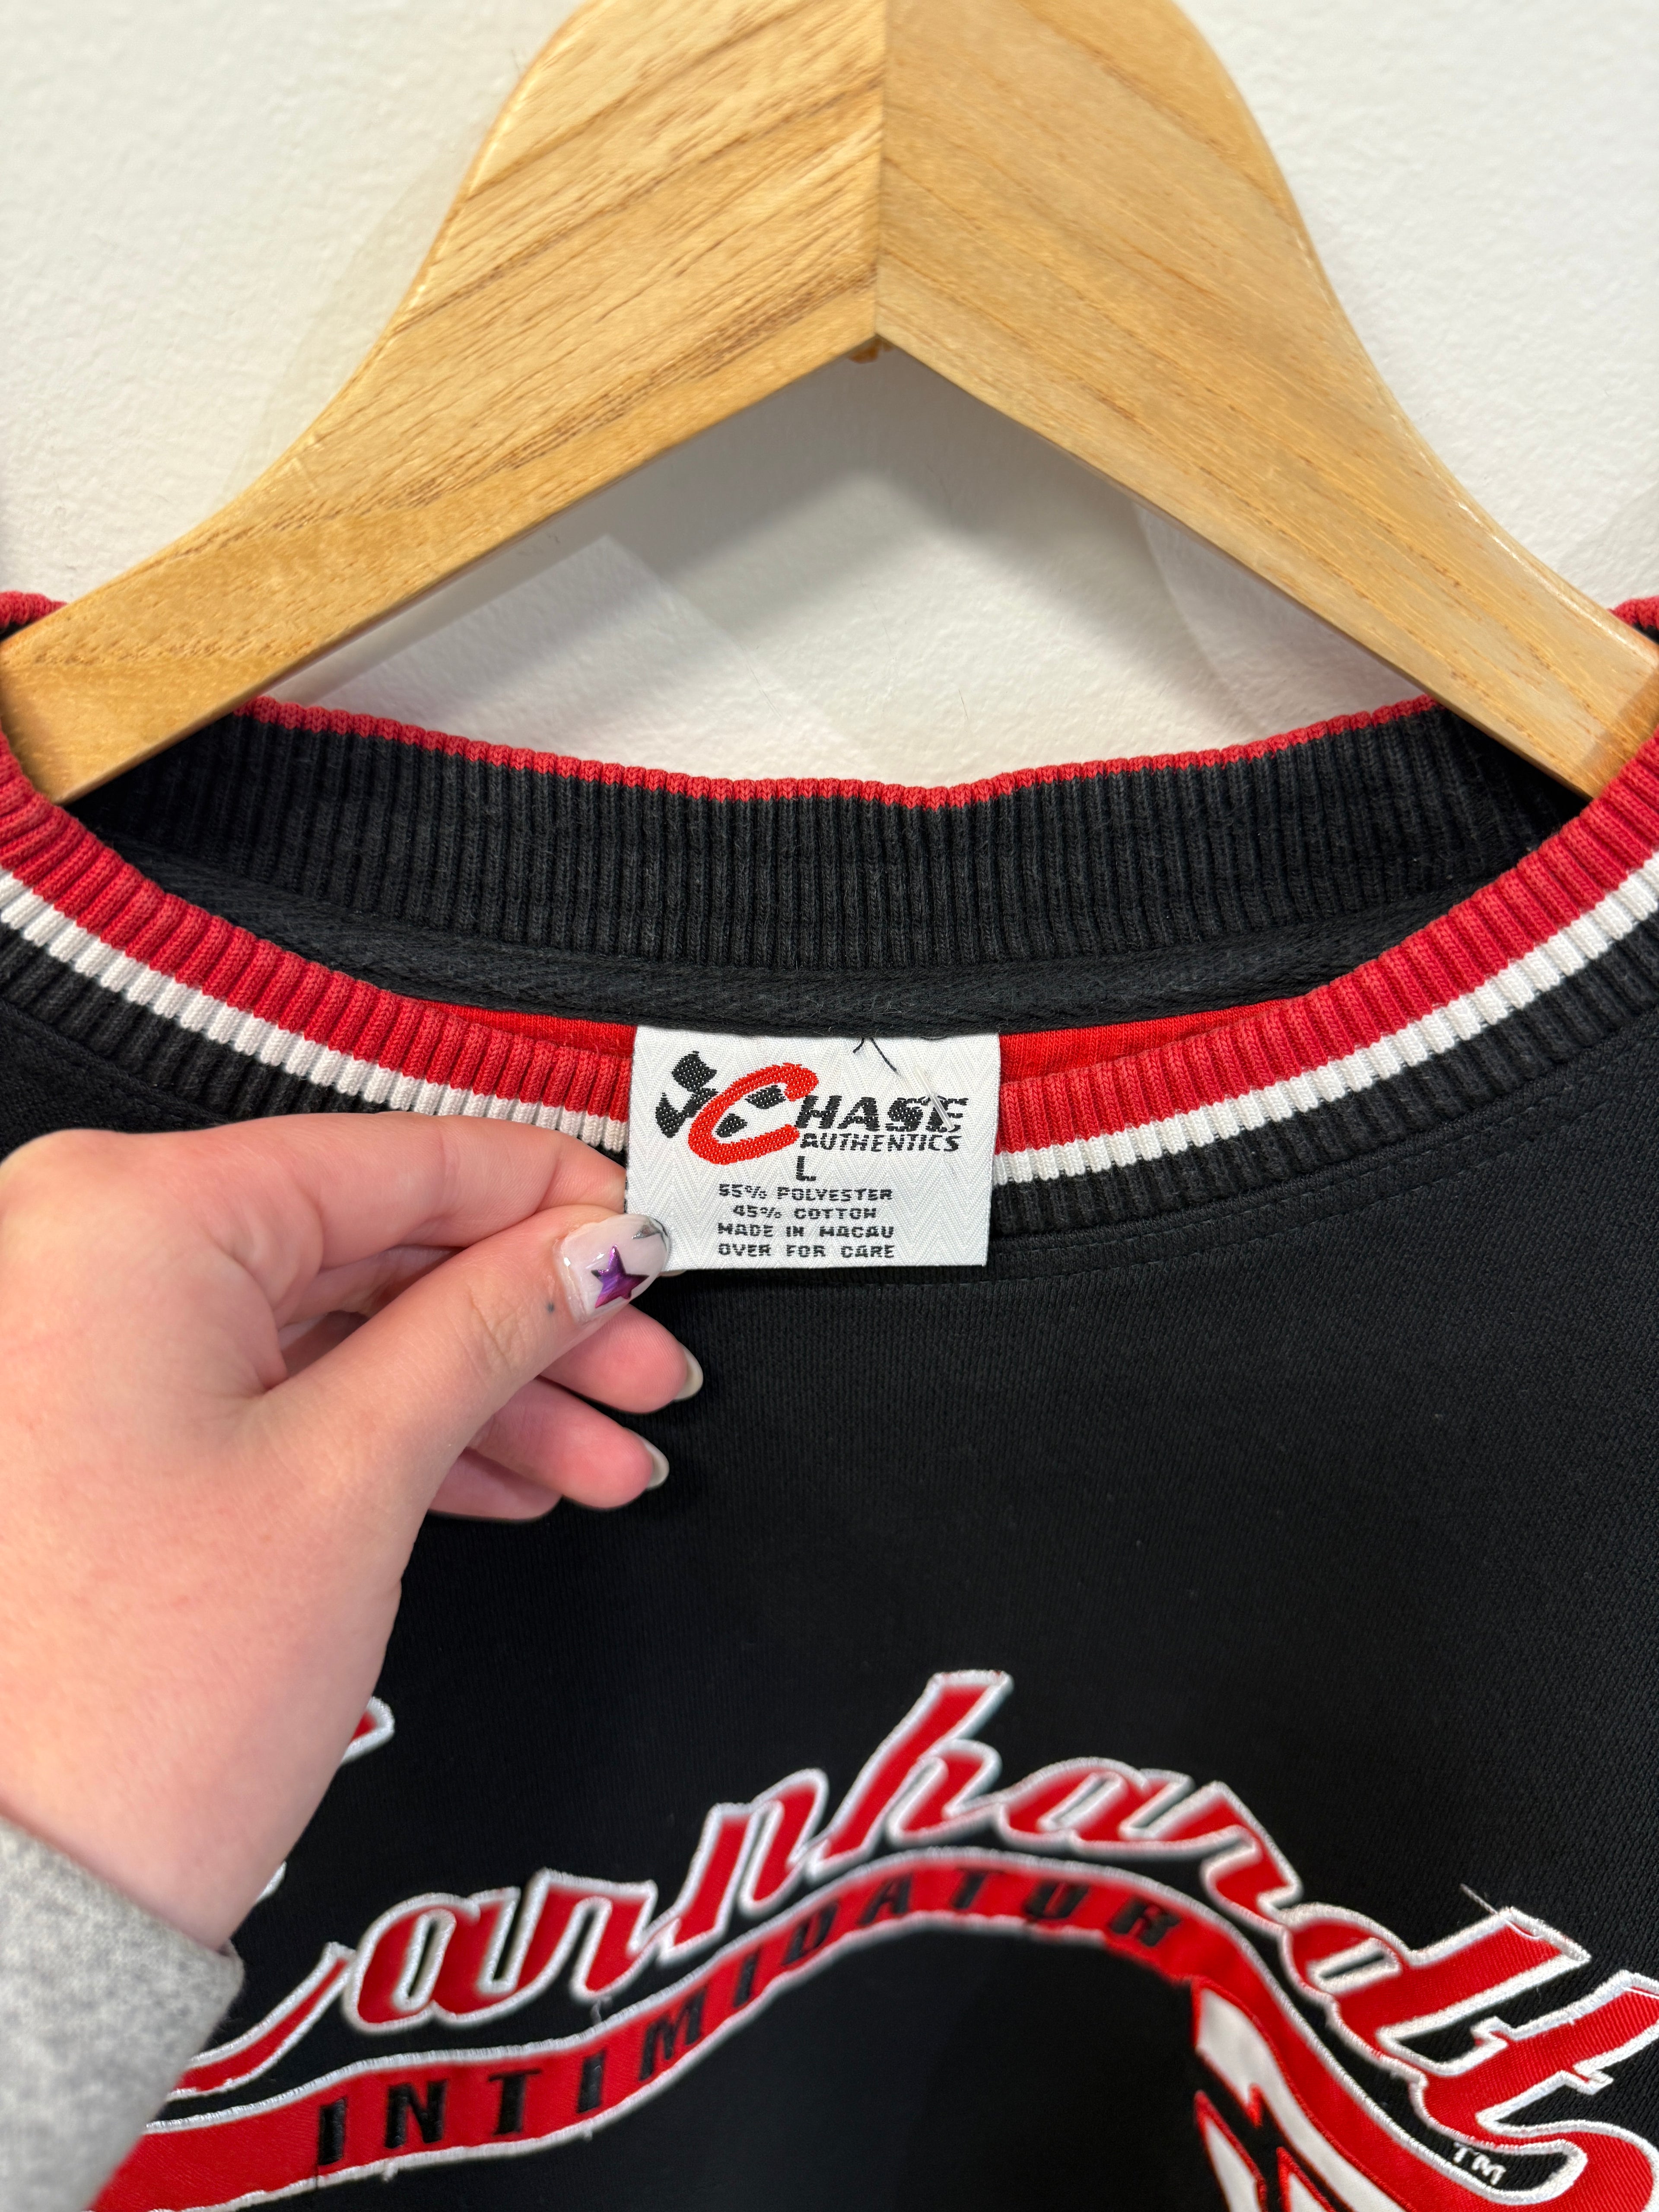 CHASE
AUTHENTICS
L
55% POLYESTER
45% COTTON
MADE IN MACAU
OVER FOR CARE
Earnhardt
INTIMIDATOR
TM